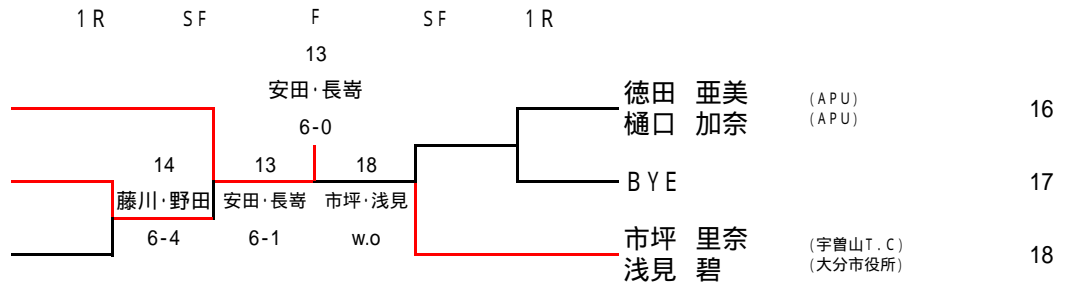 1R SF F SF 1R
13
安田・長嵜
6-0
徳田 亜美 (APU) 16
樋口 加奈 (APU)
14 13 18
BYE 17
藤川・野田 安田・長嵜 市坪・浅見
6-4 6-1 w.o
市坪 里奈 (宇曽山T.C) 18
浅見 碧 (大分市役所)